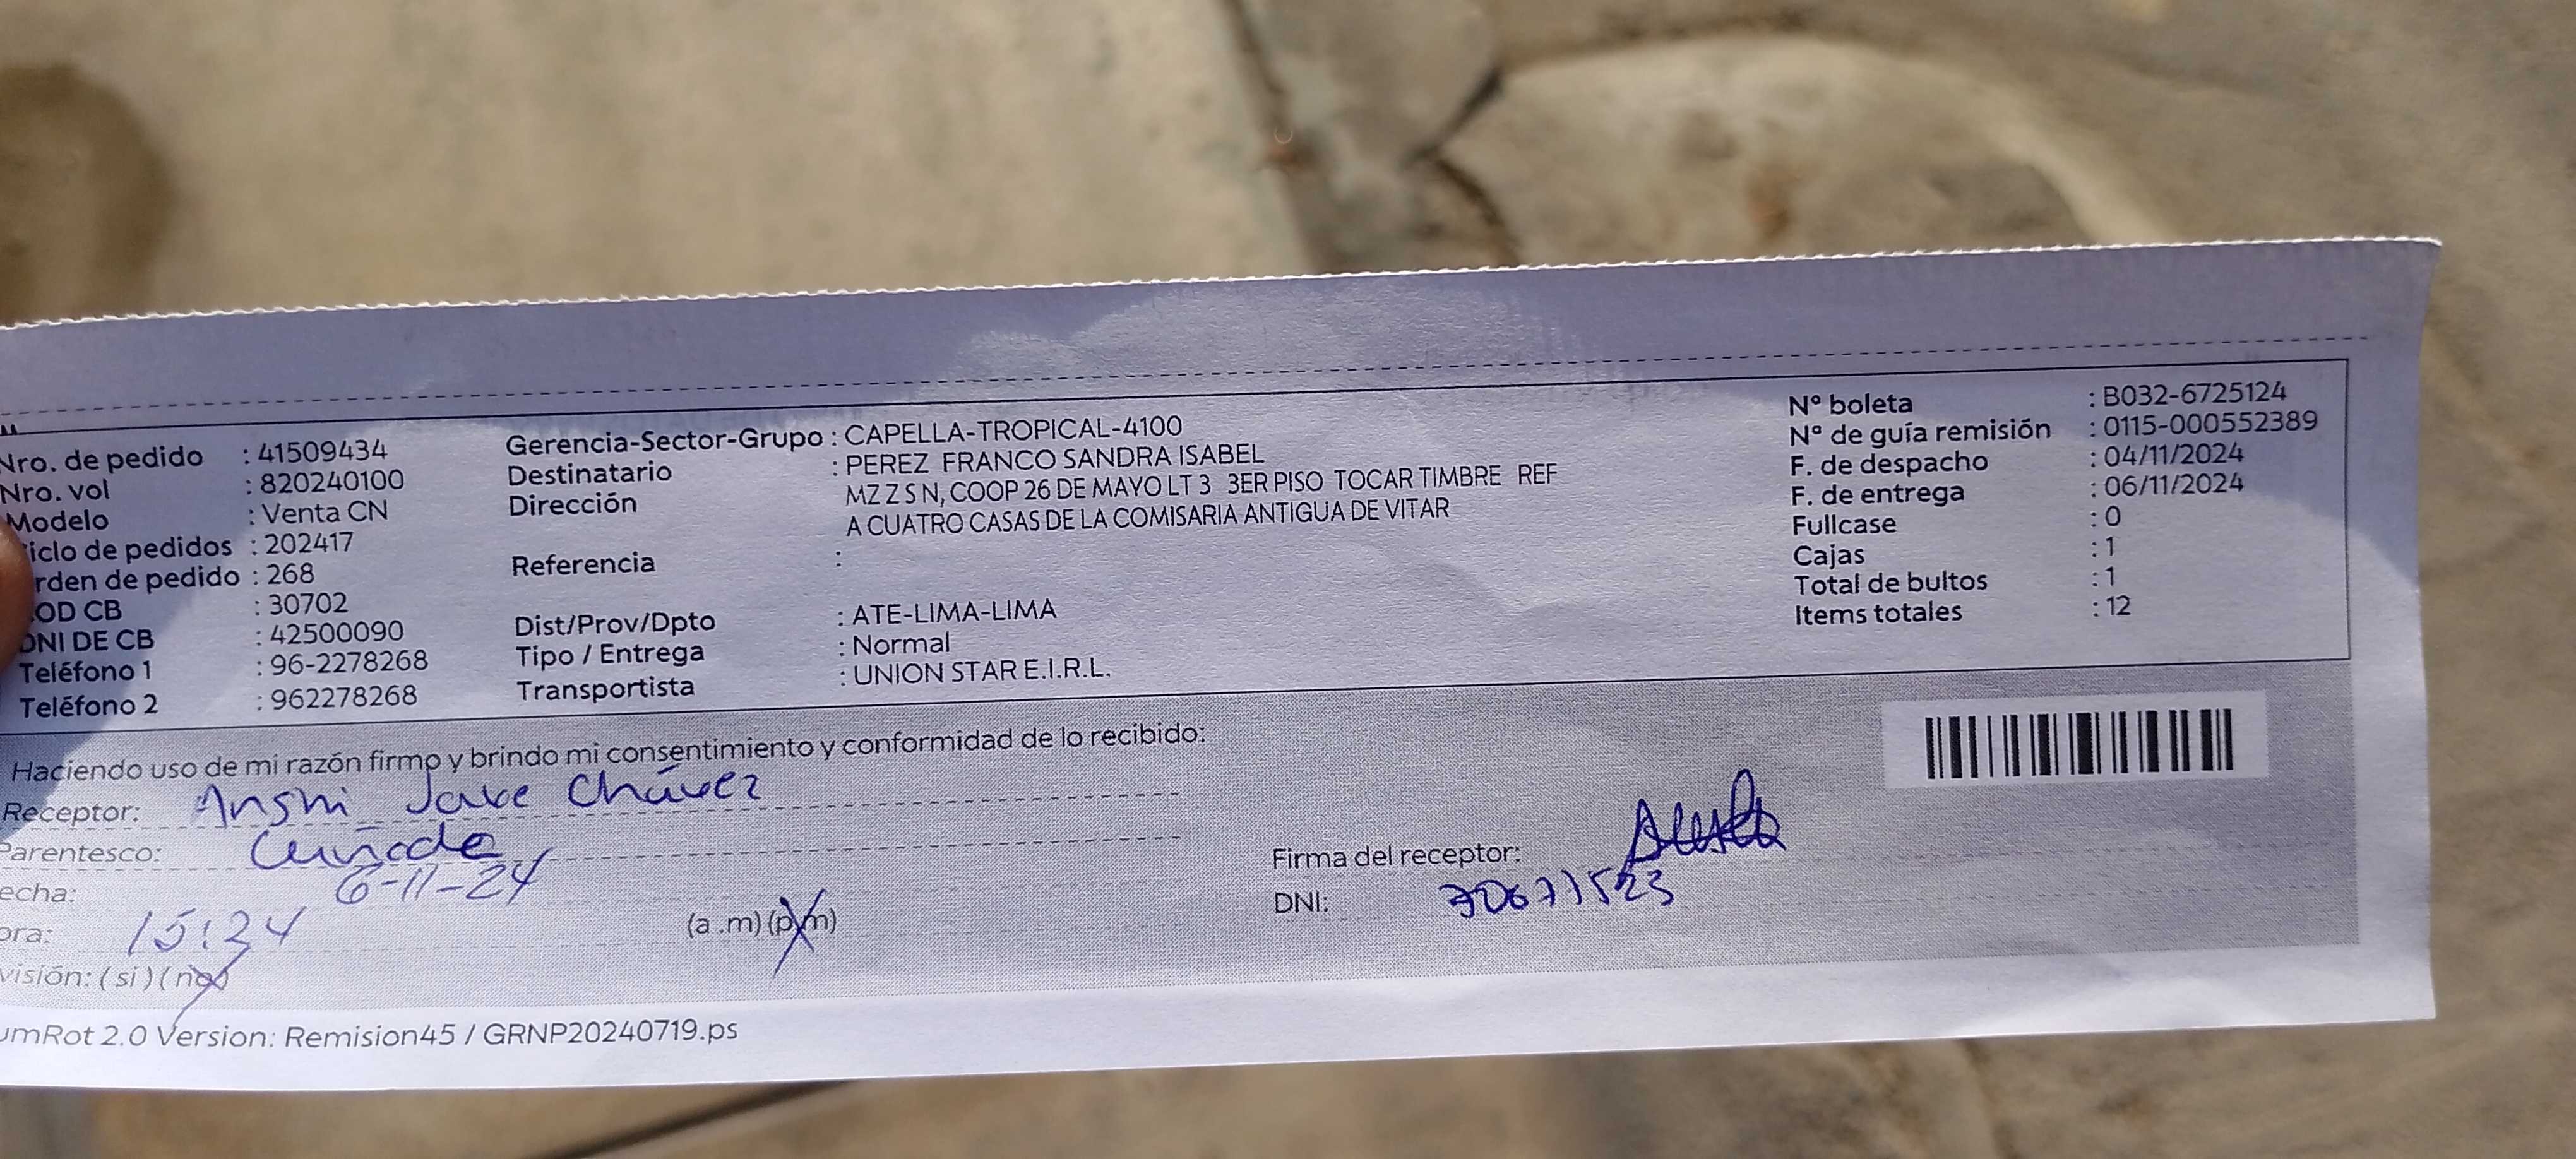 Nro. de pedido : 41509434
Nro. vol : 820240100
Modelo : Venta CN
iclo de pedidos : 202417
rden de pedido : 268
OD CB : 30702
DNI DE CB : 42500090
Teléfono 1 : 96-2278268
Teléfono 2 : 962278268
Gerencia-Sector-Grupo : CAPELLA-TROPICAL-4100
Destinatario : PEREZ FRANCO SANDRA ISABEL
Dirección MZ Z S N, COOP 26 DE MAYO LT 3 3ER PISO TOCAR TIMBRE REF
A CUATRO CASAS DE LA COMISARIA ANTIGUA DE VITAR
Referencia :
Dist/Prov/Dpto : ATE-LIMA-LIMA
Tipo / Entrega : Normal
Transportista : UNION STAR E.I.R.L.
Nº boleta : B032-6725124
Nº de guía remisión : 0115-000552389
F. de despacho : 04/11/2024
F. de entrega : 06/11/2024
Fullcase : 0
Cajas : 1
Total de bultos : 1
Items totales : 12
Haciendo uso de mi razón firmo y brindo mi consentimiento y conformidad de lo recibido:
Receptor: Chávez
Parentesco: Cuñada
echa: 6-11-24
ora: 15:24 (a .m) (p.m)
visión: ( si ) ( no )
Firma del receptor:
DNI: 70671523
umRot 2.0 Version: Remision45 / GRNP20240719.ps